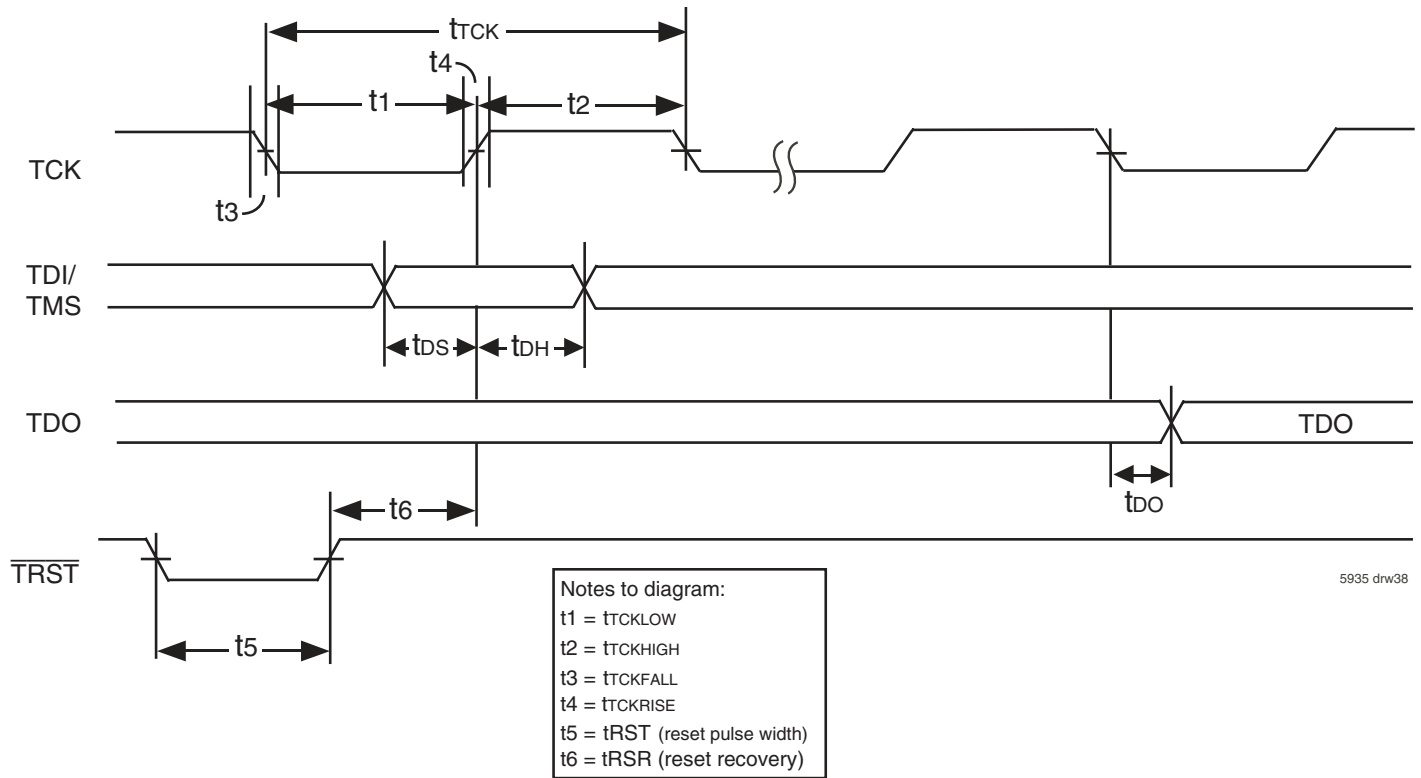 tTCK
t4
t1
t2
TCK
t3
TDI/
TMS
tDS
tDH
TDO
TDO
tDO
t6
TRST
5935 drw38
t5
Notes to diagram:
t1 = tTCKLOW
t2 = tTCKHIGH
t3 = tTCKFALL
t4 = tTCKRISE
t5 = tRST (reset pulse width)
t6 = tRSR (reset recovery)